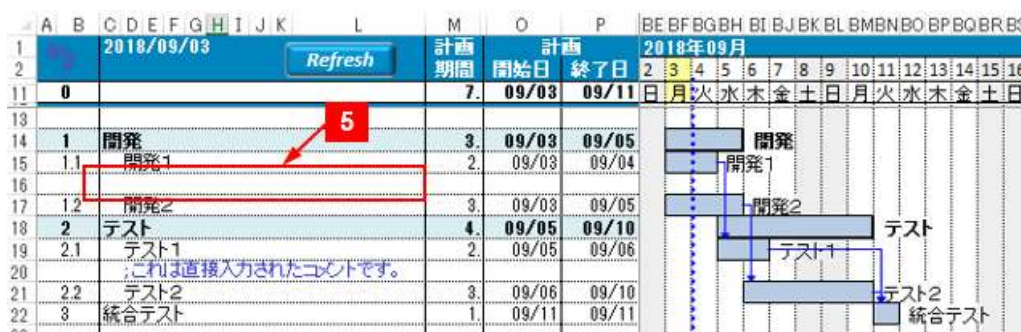 A B C D E F G H I J K L M O P BE BF BG BH BI BJ BK BL BM BN BO BP BQ BR BS
1 2018/09/03 計画 計画 2018年09月
Refresh
2 期間 開始日 終了日 2 3 4 5 6 7 8 9 10 11 12 13 14 15 16
11 0 7. 09/03 09/11 日 月 火 水 木 金 土 日 月 火 水 木 金 土 日
13
5
14 1 開発 3. 09/03 09/05 開発
15 1.1 開発1 2. 09/03 09/04 開発1
16
17 1.2 開発2 3. 09/03 09/05 開発2
18 2 テスト 4. 09/05 09/10 テスト
19 2.1 テスト1 2. 09/05 09/06 テスト1
20 ;これは直接入力されたコメントです。
21 2.2 テスト2 3. 09/06 09/10 テスト2
22 3 統合テスト 1. 09/11 09/11 統合テスト